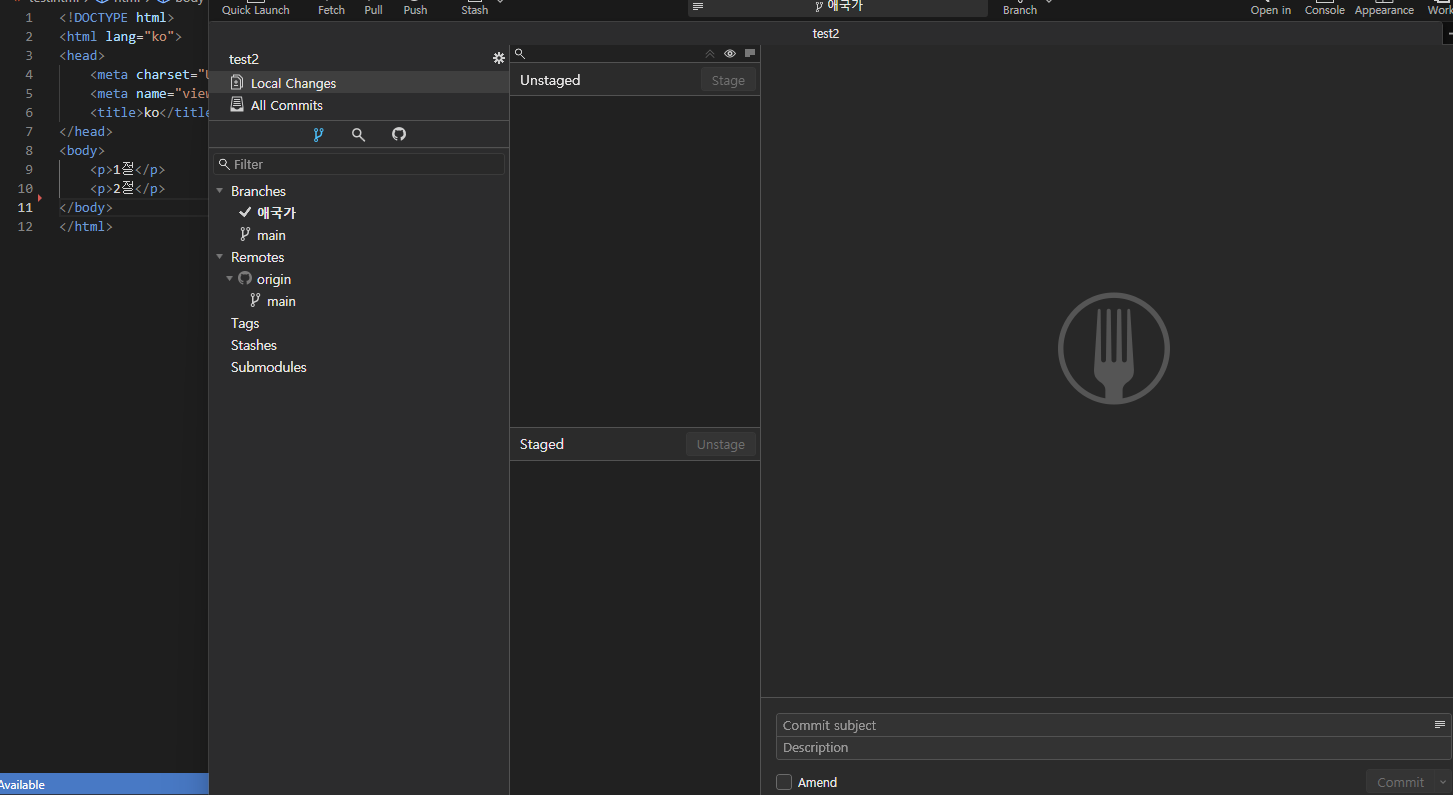 Quick Launch Fetch Pull Push Stash 애국가 Branch Open in Console Appearance
test2
1 <!DOCTYPE html>
2 <html lang="ko">
3 <head>
4 <meta charset="U
5 <meta name="view
6 <title>ko</title
7 </head>
8 <body>
9 <p>1절</p>
10 <p>2절</p>
11 </body>
12 </html>
Available
test2
Local Changes
All Commits
Filter
Branches
애국가
main
Remotes
origin
main
Tags
Stashes
Submodules
Unstaged Stage
Staged Unstage
Commit subject
Description
Amend Commit